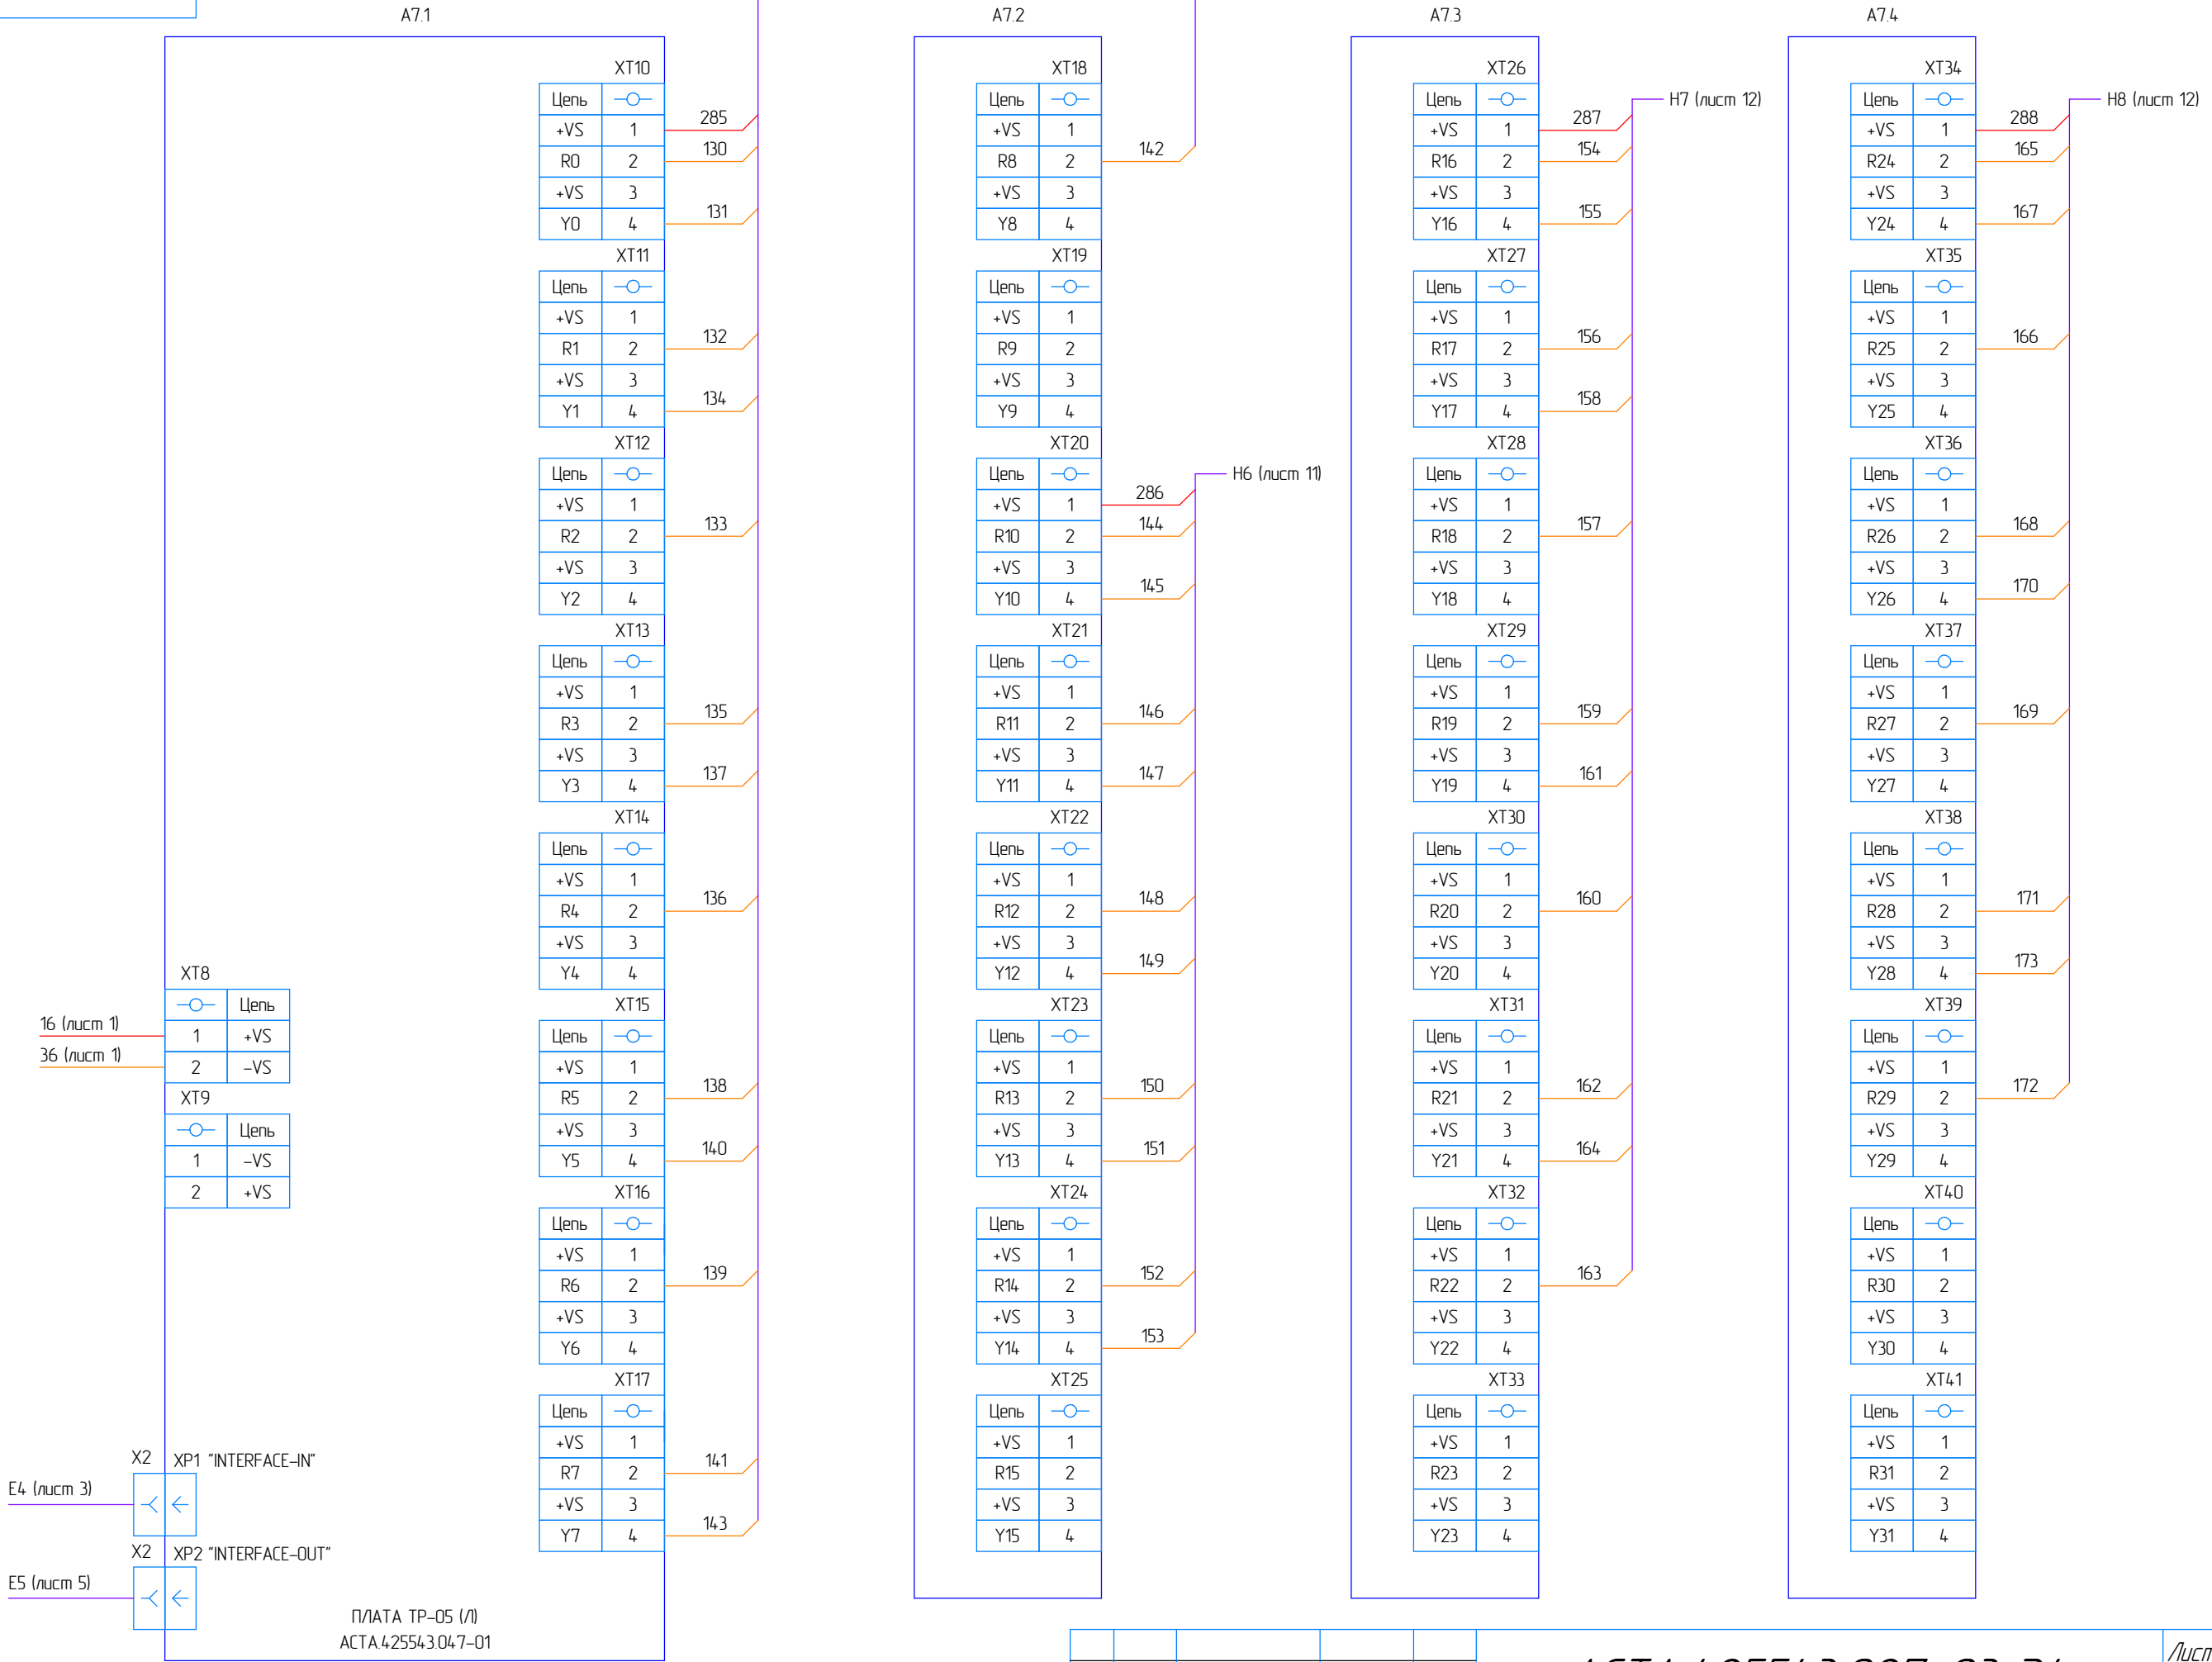 A7.1
XT10
Цепь
+VS 1 285
R0 2 130
+VS 3
Y0 4 131
XT11
Цепь
+VS 1
R1 2 132
+VS 3
Y1 4 134
XT12
Цепь
+VS 1
R2 2 133
+VS 3
Y2 4
XT13
Цепь
+VS 1
R3 2 135
+VS 3
Y3 4 137
XT14
Цепь
+VS 1
R4 2 136
+VS 3
Y4 4
XT15
Цепь
+VS 1
R5 2 138
+VS 3
Y5 4 140
XT16
Цепь
+VS 1
R6 2 139
+VS 3
Y6 4
XT17
Цепь
+VS 1
R7 2 141
+VS 3
Y7 4 143
XT8
Цепь
16 (лист 1) 1 +VS
36 (лист 1) 2 -VS
XT9
Цепь
1 -VS
2 +VS
X2 XP1 "INTERFACE-IN"
E4 (лист 3)
X2 XP2 "INTERFACE-OUT"
E5 (лист 5)
ПЛАТА ТР-05 (Л)
АСТА.425543.047-01
A7.2
XT18
Цепь
+VS 1
R8 2 142
+VS 3
Y8 4
XT19
Цепь
+VS 1
R9 2
+VS 3
Y9 4
XT20
Цепь
H6 (лист 11)
+VS 1 286
R10 2 144
+VS 3
Y10 4 145
XT21
Цепь
+VS 1
R11 2 146
+VS 3
Y11 4 147
XT22
Цепь
+VS 1
R12 2 148
+VS 3
Y12 4 149
XT23
Цепь
+VS 1
R13 2 150
+VS 3
Y13 4 151
XT24
Цепь
+VS 1
R14 2 152
+VS 3
Y14 4 153
XT25
Цепь
+VS 1
R15 2
+VS 3
Y15 4
A7.3
XT26
Цепь
H7 (лист 12)
+VS 1 287
R16 2 154
+VS 3
Y16 4 155
XT27
Цепь
+VS 1
R17 2 156
+VS 3
Y17 4 158
XT28
Цепь
+VS 1
R18 2 157
+VS 3
Y18 4
XT29
Цепь
+VS 1
R19 2 159
+VS 3
Y19 4 161
XT30
Цепь
+VS 1
R20 2 160
+VS 3
Y20 4
XT31
Цепь
+VS 1
R21 2 162
+VS 3
Y21 4 164
XT32
Цепь
+VS 1
R22 2 163
+VS 3
Y22 4
XT33
Цепь
+VS 1
R23 2
+VS 3
Y23 4
A7.4
XT34
Цепь
H8 (лист 12)
+VS 1 288
R24 2 165
+VS 3
Y24 4 167
XT35
Цепь
+VS 1
R25 2 166
+VS 3
Y25 4
XT36
Цепь
+VS 1
R26 2 168
+VS 3
Y26 4 170
XT37
Цепь
+VS 1
R27 2 169
+VS 3
Y27 4
XT38
Цепь
+VS 1
R28 2 171
+VS 3
Y28 4 173
XT39
Цепь
+VS 1
R29 2 172
+VS 3
Y29 4
XT40
Цепь
+VS 1
R30 2
+VS 3
Y30 4
XT41
Цепь
+VS 1
R31 2
+VS 3
Y31 4
Лист